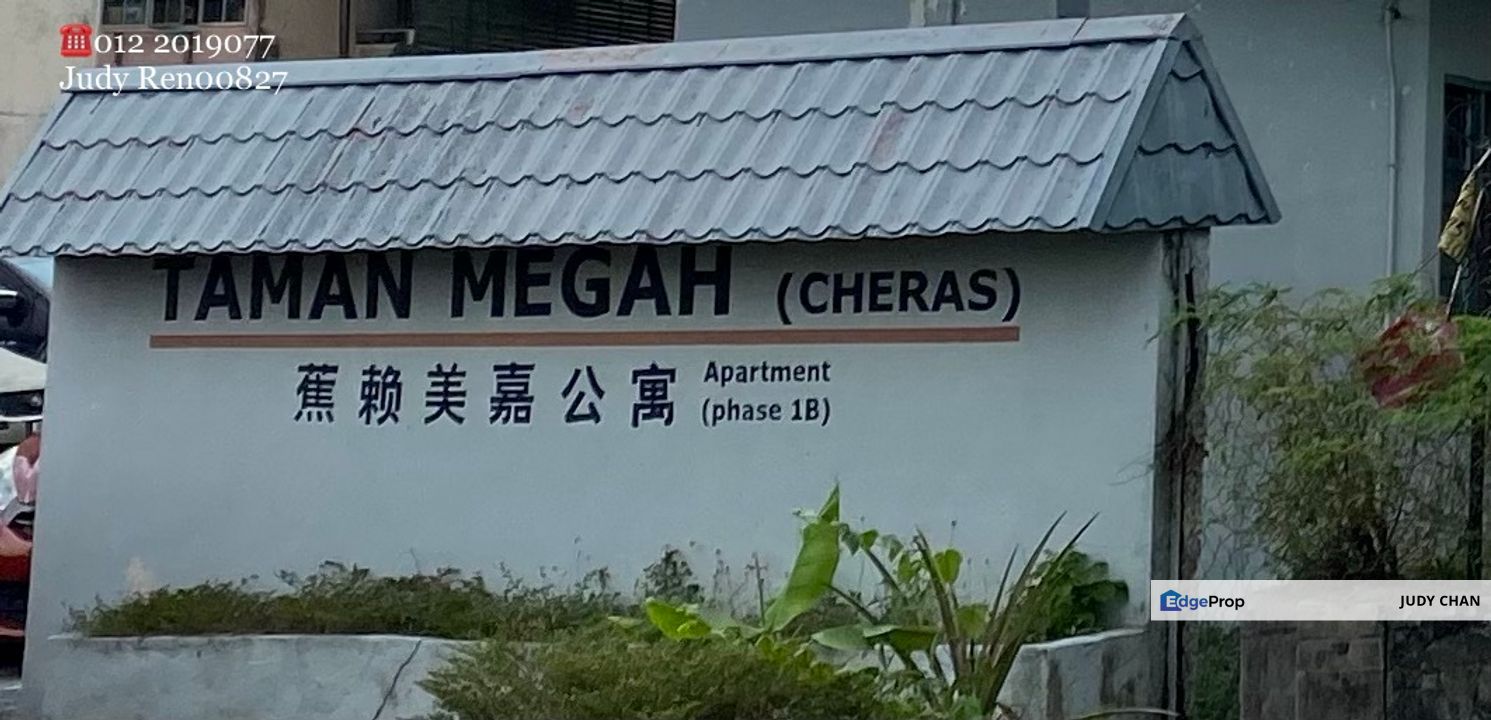 ☎012 2019077
Judy Ren00827
TAMAN MEGAH (CHERAS)
蕉赖美嘉公寓 Apartment
(phase 1B)
EdgeProp JUDY CHAN